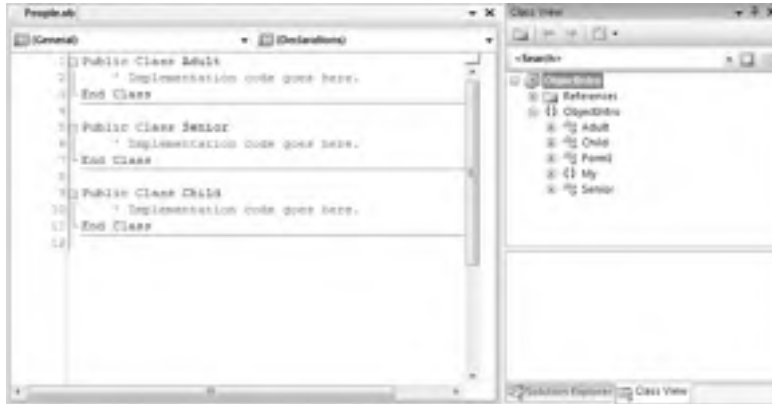 People.vb
(General)
(Declarations)
1 Public Class Adult
2 ' Implementation code goes here.
3 End Class
4
5 Public Class Senior
6 ' Implementation code goes here.
7 End Class
8
9 Public Class Child
10 ' Implementation code goes here.
11 End Class
12
Class View
<Search>
ObjectIntro
References
{} ObjectIntro
Adult
Child
Form1
{} My
Senior
Solution Explorer
Class View